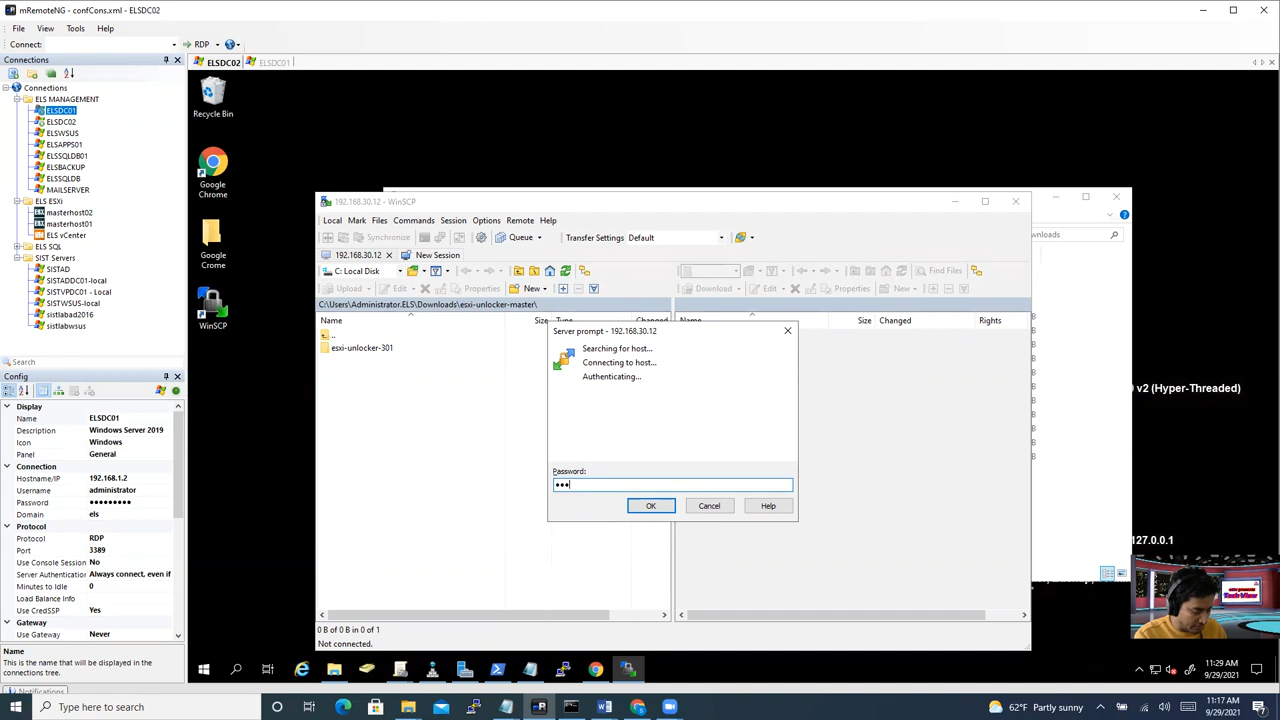 mRemoteNG - confCons.xml - ELSDC02
File View Tools Help
Connect: RDP
Connections
ELSDC02 ELSDC01
Connections
ELS MANAGEMENT
ELSDC01
ELSDC02
ELSWSUS
ELSAPPS01
ELSSQLDB01
ELSBACKUP
ELSSQLDB
MAILSERVER
ELS ESXi
masterhost02
masterhost01
ELS vCenter
ELS SQL
SIST Servers
SISTAD
SISTADDC01-local
SISTVPDC01 - Local
SISTWSUS-local
sistlabad2016
sistlabwsus
Search
Config
Display
Name ELSDC01
Description Windows Server 2019
Icon Windows
Panel General
Connection
Hostname/IP 192.168.1.2
Username administrator
Password •••••••••
Domain els
Protocol
Protocol RDP
Port 3389
Use Console Session No
Server Authentication Always connect, even if
Minutes to Idle 0
Load Balance Info
Use CredSSP Yes
Gateway
Use Gateway Never
Name
This is the name that will be displayed in the
connections tree.
Notifications
Recycle Bin
Google
Chrome
Google
Crome
WinSCP
192.168.30.12 - WinSCP
Local Mark Files Commands Session Options Remote Help
Synchronize Queue Transfer Settings Default
192.168.30.12 New Session
C: Local Disk Find Files
Upload Edit Properties New Download Edit Properties New
C:\Users\Administrator.ELS\Downloads\esxi-unlocker-master\
Name Size Type Changed Name Size Changed Rights
..
esxi-unlocker-301
Server prompt - 192.168.30.12
Searching for host...
Connecting to host...
Authenticating...
Password:
•••
OK Cancel Help
0 B of 0 B in 0 of 1
Not connected.
wnloads
B
B
B
B
B
B
B
B
B
B
B
0 v2 (Hyper-Threaded)
127.0.0.1
Tech View
11:29 AM
9/29/2021
Type here to search
62°F Partly sunny
11:17 AM
9/29/2021